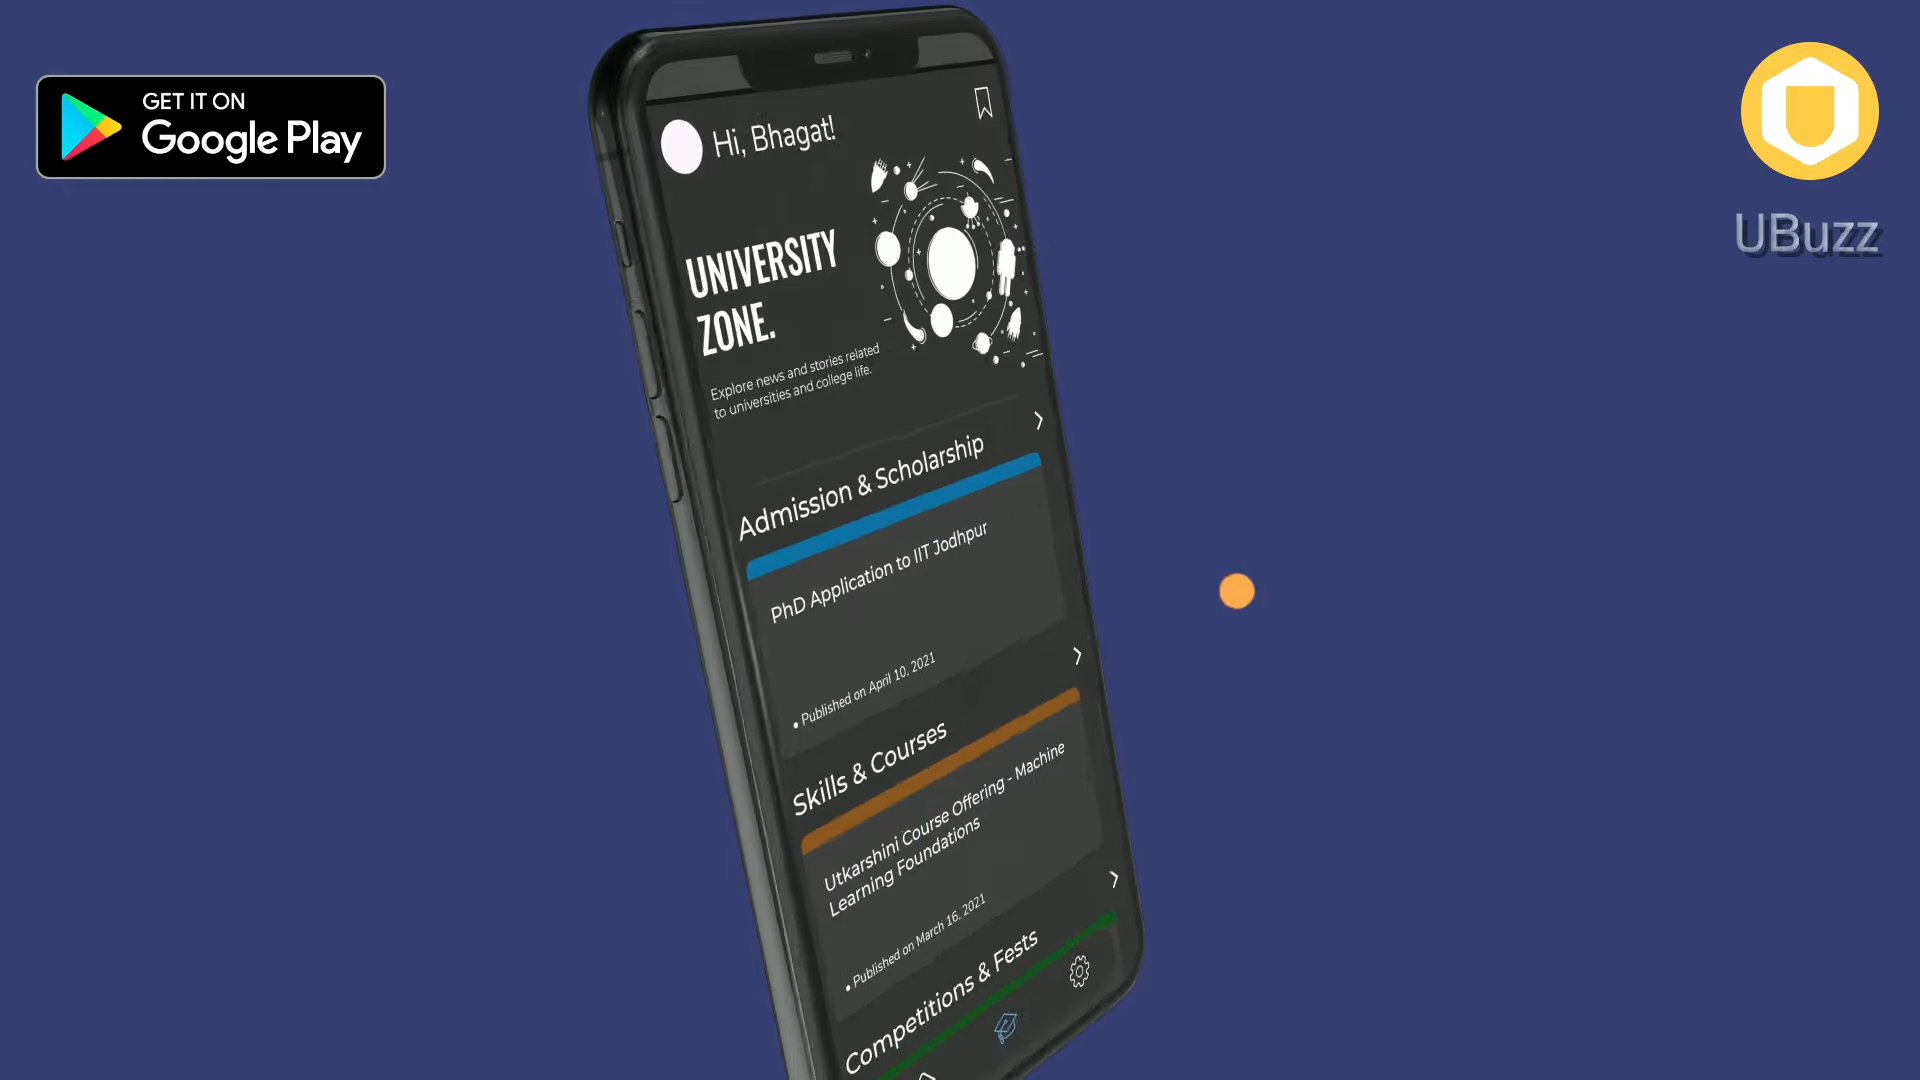 GET IT ON
Google Play
UBuzz
Hi, Bhagat!
UNIVERSITY
ZONE.
Explore news and stories related
to universities and college life.
Admission & Scholarship
PhD Application to IIT Jodhpur
• Published on April 10, 2021
Skills & Courses
Utkarshini Course Offering - Machine
Learning Foundations
• Published on March 16, 2021
Competitions & Fests